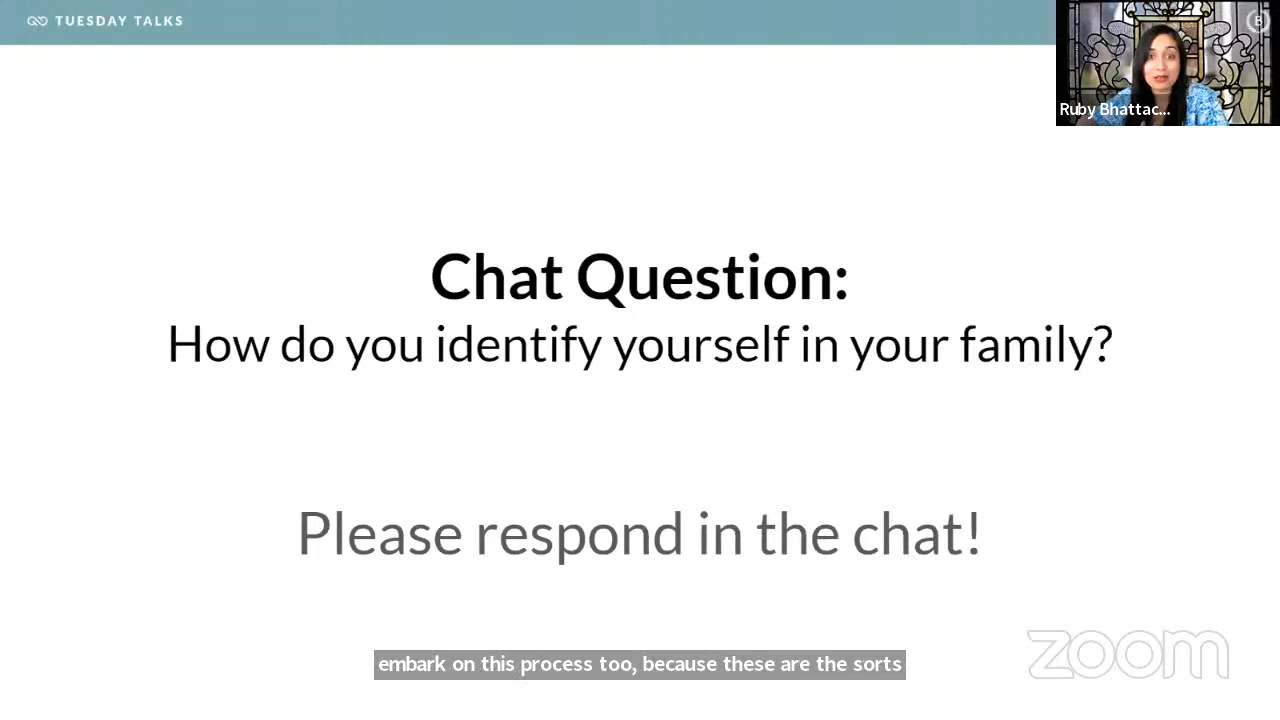 TUESDAY TALKS
B
Ruby Bhattac...
Chat Question:
How do you identify yourself in your family?
Please respond in the chat!
embark on this process too, because these are the sorts
zoom